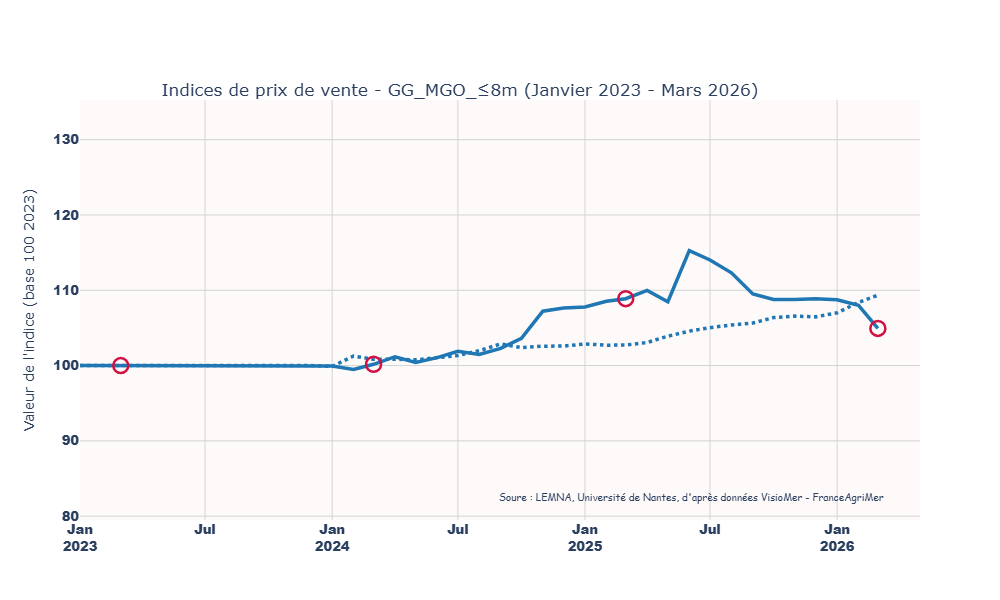 Indices de prix de vente - GG_MGO_≤8m (Janvier 2023 - Mars 2026)
Valeur de l'indice (base 100 2023)
130
120
110
100
90
80
Soure : LEMNA, Université de Nantes, d'après données VisioMer - FranceAgriMer
Jan Jul Jan Jul Jan Jul Jan
2023 2024 2025 2026